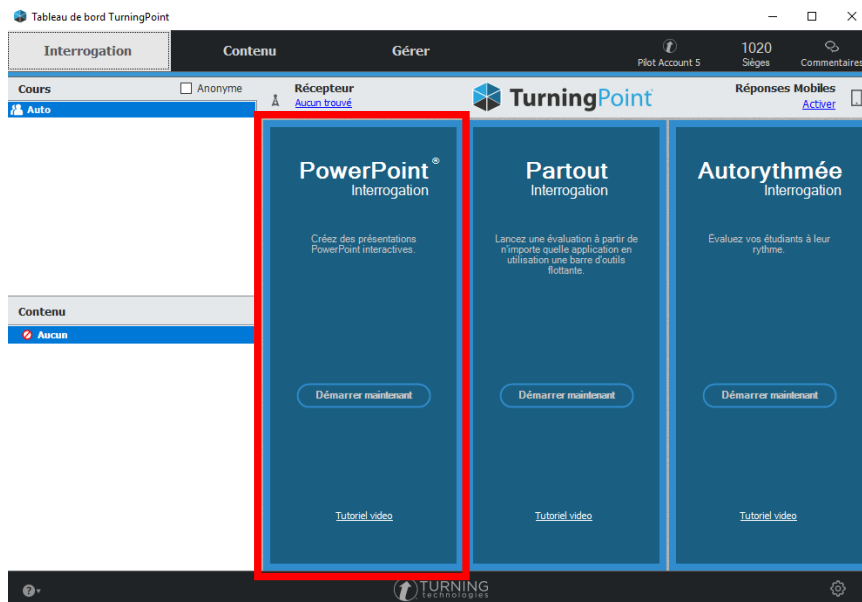 Tableau de bord TurningPoint
Interrogation
Contenu
Gérer
Pilot Account 5
1020
Sièges
Commentaires
Cours
Anonyme
Auto
Récepteur
Aucun trouvé
TurningPoint
Réponses Mobiles
Activer
Contenu
Aucun
PowerPoint®
Interrogation
Créez des présentations
PowerPoint interactives.
Démarrer maintenant
Tutoriel video
Partout
Interrogation
Lancez une évaluation à partir de
n'importe quelle application en
utilisation une barre d'outils
flottante.
Démarrer maintenant
Tutoriel video
Autorythmée
Interrogation
Évaluez vos étudiants à leur
rythme.
Démarrer maintenant
Tutoriel video
TURNING
technologies